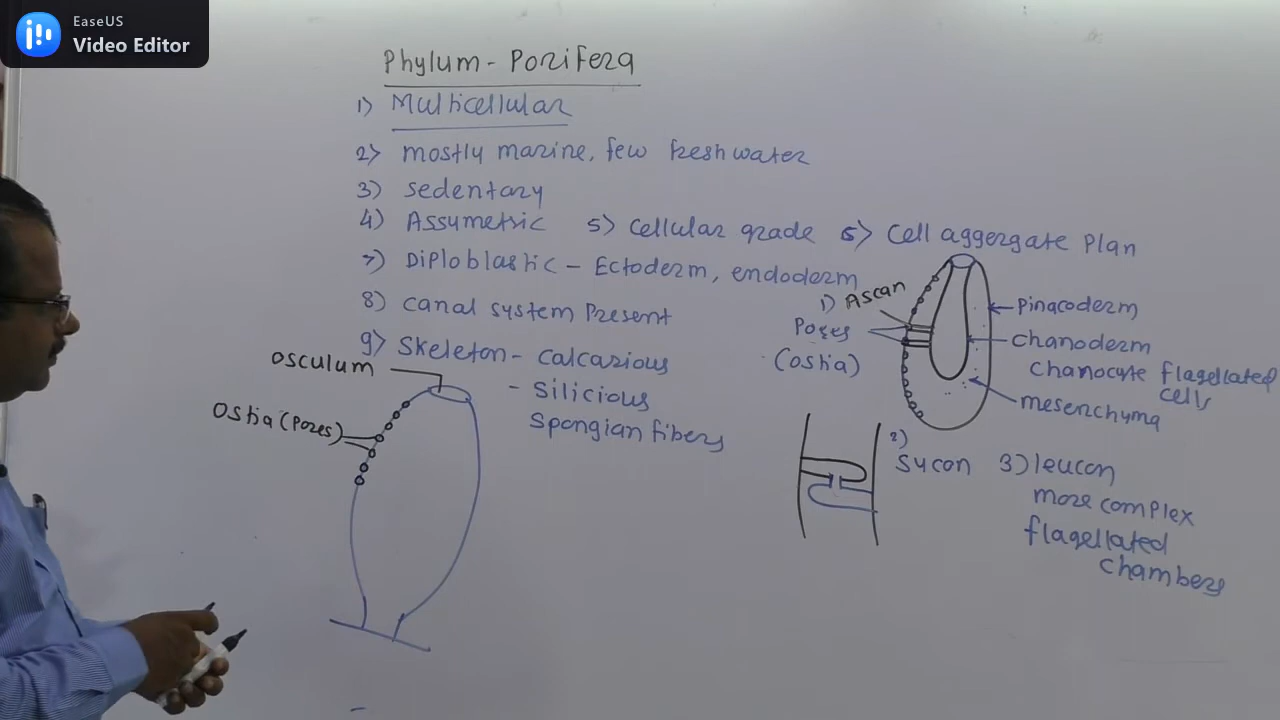 EaseUS
Video Editor
Phylum - Porifera
1) Multicellular
2) mostly marine, few freshwater
3) sedentary
4) Assymetric 5) Cellular grade 6) Cell aggergate Plan
7) Diploblastic - Ectoderm, endoderm
8) canal system Present
9) Skeleton - Calcarious
- Silicious
Spongian fibers
Osculum
Ostia (Pores)
1) Ascan
Pores
(Ostia)
Pinacoderm
Chanoderm
Chanocyte flagellated
cells
mesenchyma
2)
Sycon
3) leucon
more complex
flagellated
chambers